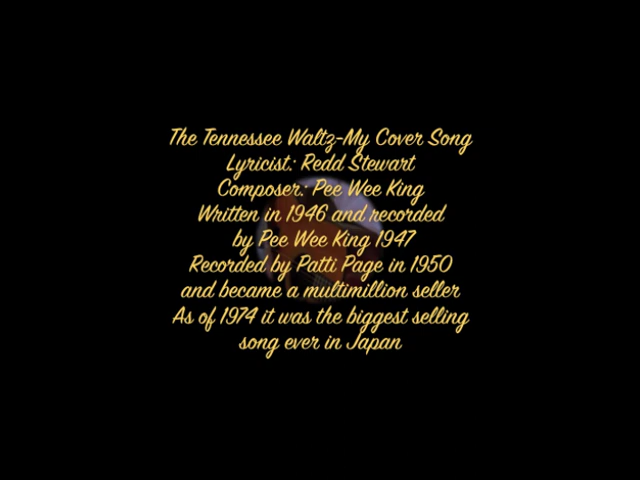 The Tennessee Waltz-My Cover Song
Lyricist: Redd Stewart
Composer: Pee Wee King
Written in 1946 and recorded
by Pee Wee King 1947
Recorded by Patti Page in 1950
and became a multimillion seller
As of 1974 it was the biggest selling
song ever in Japan